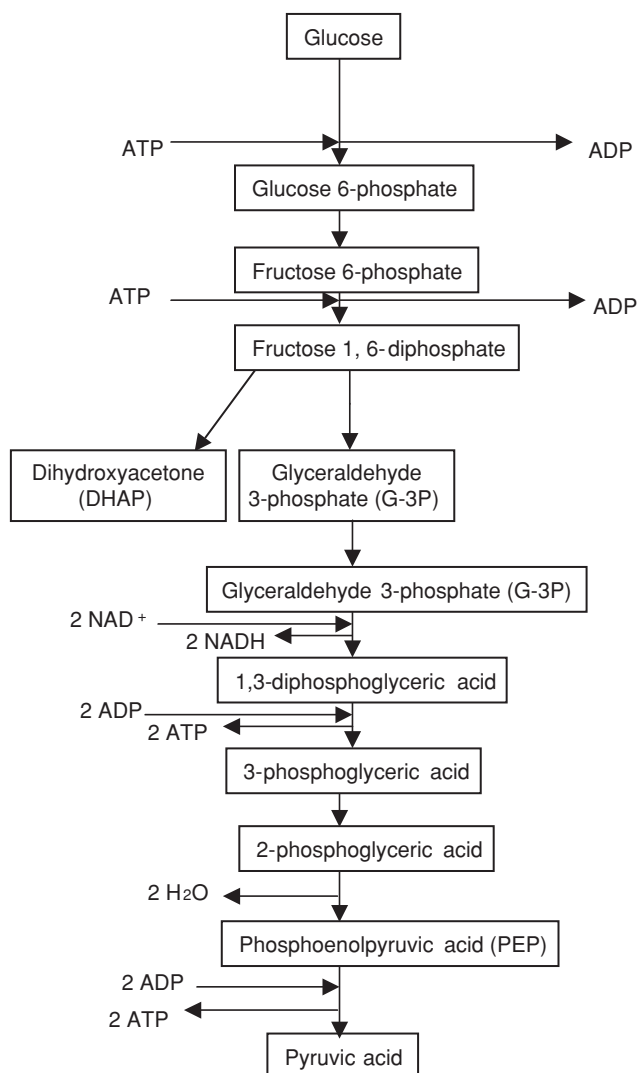 Glucose
ATP
ADP
Glucose 6-phosphate
Fructose 6-phosphate
ATP
ADP
Fructose 1, 6-diphosphate
Dihydroxyacetone
(DHAP)
Glyceraldehyde
3-phosphate (G-3P)
Glyceraldehyde 3-phosphate (G-3P)
2 NAD+
2 NADH
1,3-diphosphoglyceric acid
2 ADP
2 ATP
3-phosphoglyceric acid
2-phosphoglyceric acid
2 H2O
Phosphoenolpyruvic acid (PEP)
2 ADP
2 ATP
Pyruvic acid